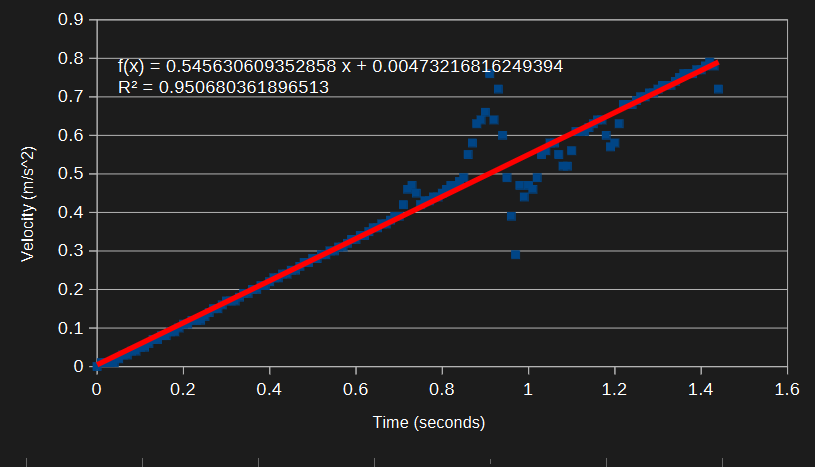 0.9
0.8
f(x) = 0.545630609352858 x + 0.00473216816249394
R² = 0.950680361896513
0.7
0.6
0.5
Velocity (m/s^2)
0.4
0.3
0.2
0.1
0
0 0.2 0.4 0.6 0.8 1 1.2 1.4 1.6
Time (seconds)